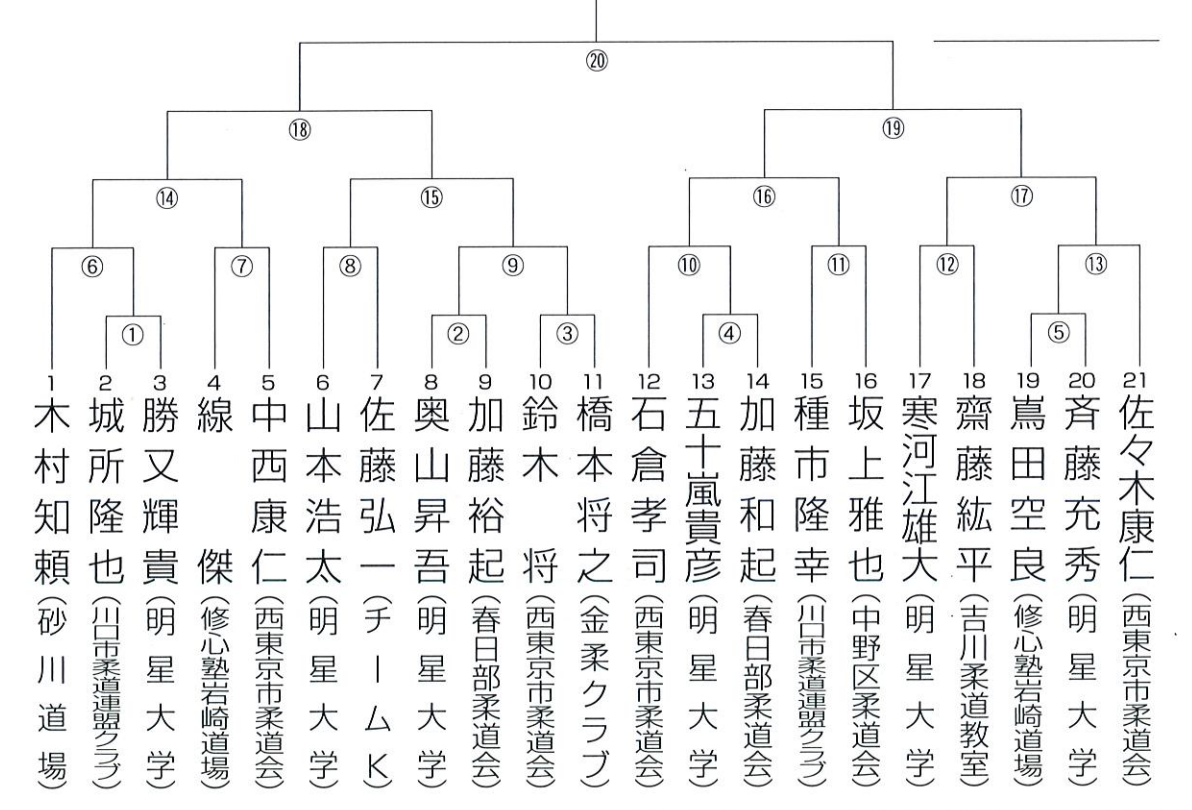 ⑳
⑱
⑲
⑭
⑮
⑯
⑰
⑥
⑦
⑧
⑨
⑩
⑪
⑫
⑬
①
②
③
④
⑤
1 木村知頼（砂川道場）
2 城所隆也（川口市柔道連盟クラブ）
3 勝又輝貴（明星大学）
4 線 傑（修心塾岩崎道場）
5 中西康仁（西東京市柔道会）
6 山本浩太（明星大学）
7 佐藤弘一（チームK）
8 奥山昇吾（明星大学）
9 加藤裕起（春日部柔道会）
10 鈴木 将（西東京市柔道会）
11 橋本将之（金柔クラブ）
12 石倉孝司（西東京市柔道会）
13 五十嵐貴彦（明星大学）
14 加藤和起（春日部柔道会）
15 種市隆幸（川口市柔道連盟クラブ）
16 坂上雅也（中野区柔道会）
17 寒河江雄大（明星大学）
18 齋藤紘平（吉川柔道教室）
19 嶌田空良（修心塾岩崎道場）
20 斉藤充秀（明星大学）
21 佐々木康仁（西東京市柔道会）